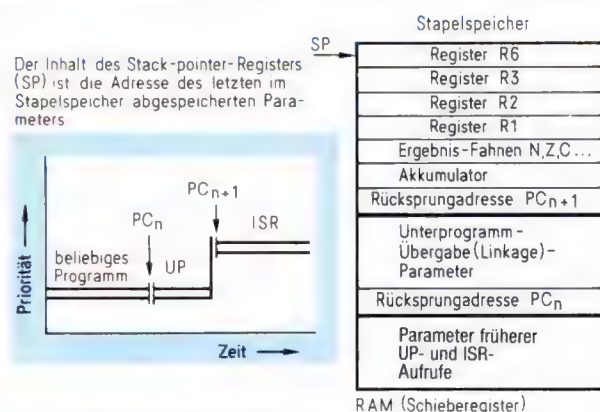 Der Inhalt des Stack-pointer-Registers
(SP) ist die Adresse des letzten im
Stapelspeicher abgespeicherten Para-
meters
Priorität
beliebiges
Programm
PCn
UP
PCn+1
ISR
Zeit
Stapelspeicher
SP
Register R6
Register R3
Register R2
Register R1
Ergebnis-Fahnen N,Z,C...
Akkumulator
Rücksprungadresse PCn+1
Unterprogramm-
Übergabe(Linkage)-
Parameter
Rücksprungadresse PCn
Parameter früherer
UP- und ISR-
Aufrufe
RAM (Schieberegister)